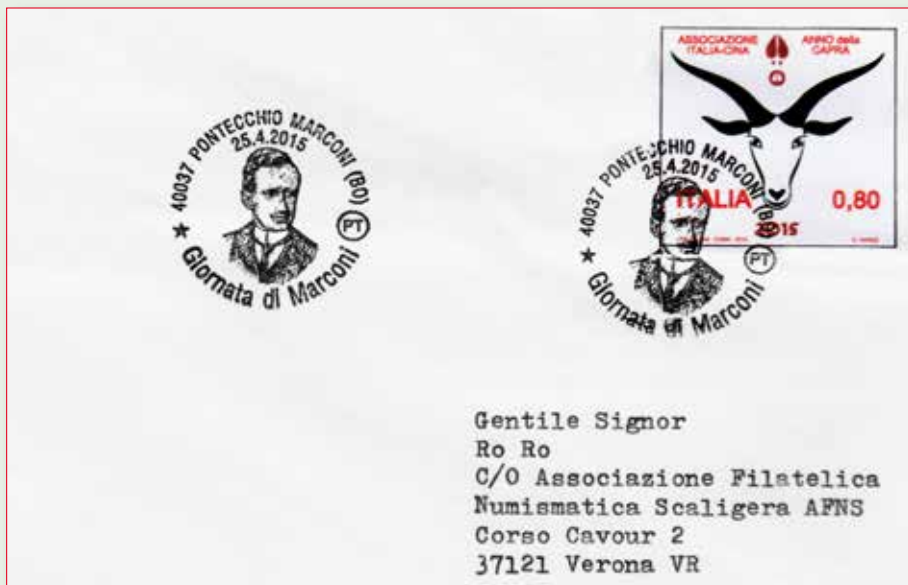 ASSOCIAZIONE
ITALIA-CINA
ANNO della
CAPRA
ITALIA 0,80
2015
★ 40037 PONTECCHIO MARCONI (BO)
25.4.2015
Giornata di Marconi
PT
★ 40037 PONTECCHIO MARCONI (BO)
25.4.2015
Giornata di Marconi
PT
Gentile Signor
Ro Ro
C/O Associazione Filatelica
Numismatica Scaligera AFNS
Corso Cavour 2
37121 Verona VR